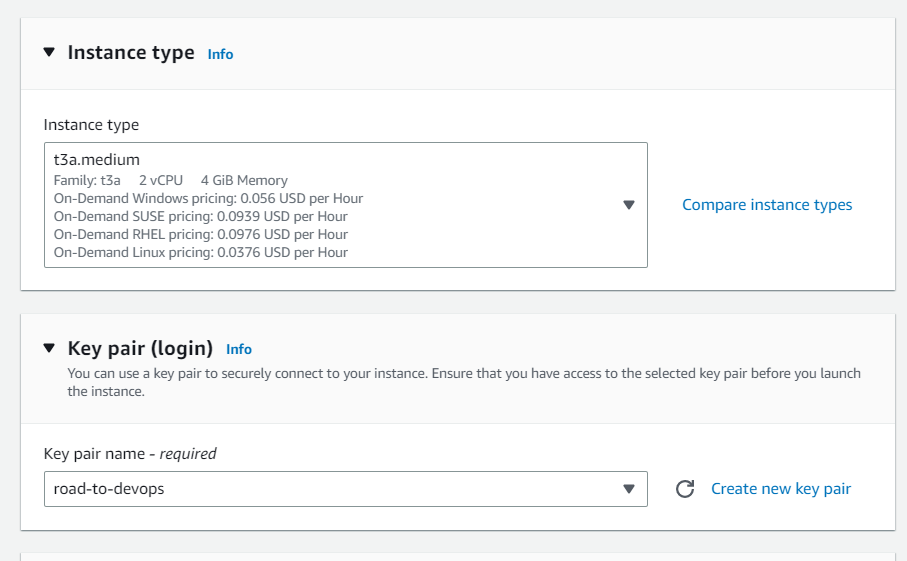 Instance type Info
Instance type
t3a.medium
Family: t3a 2 vCPU 4 GiB Memory
On-Demand Windows pricing: 0.056 USD per Hour
On-Demand SUSE pricing: 0.0939 USD per Hour
On-Demand RHEL pricing: 0.0976 USD per Hour
On-Demand Linux pricing: 0.0376 USD per Hour
Compare instance types
Key pair (login) Info
You can use a key pair to securely connect to your instance. Ensure that you have access to the selected key pair before you launch
the instance.
Key pair name - required
road-to-devops
Create new key pair